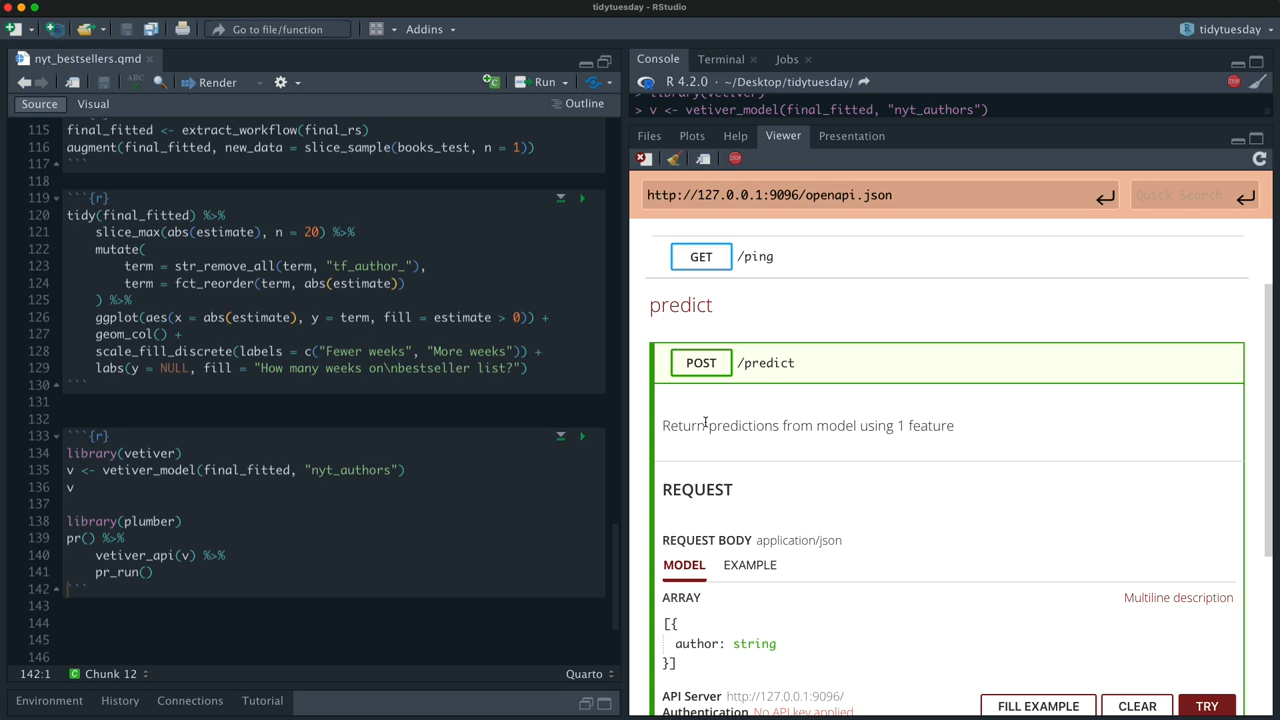 tidytuesday - RStudio
Go to file/function
Addins
tidytuesday
nyt_bestsellers.qmd
ABC
Render
Run
Source
Visual
Outline
115 final_fitted <- extract_workflow(final_rs)
116 augment(final_fitted, new_data = slice_sample(books_test, n = 1))
117 ```
118
119 ```{r}
120 tidy(final_fitted) %>%
121 slice_max(abs(estimate), n = 20) %>%
122 mutate(
123 term = str_remove_all(term, "tf_author_"),
124 term = fct_reorder(term, abs(estimate))
125 ) %>%
126 ggplot(aes(x = abs(estimate), y = term, fill = estimate > 0)) +
127 geom_col() +
128 scale_fill_discrete(labels = c("Fewer weeks", "More weeks")) +
129 labs(y = NULL, fill = "How many weeks on\nbestseller list?")
130 ```
131
132
133 ```{r}
134 library(vetiver)
135 v <- vetiver_model(final_fitted, "nyt_authors")
136 v
137
138 library(plumber)
139 pr() %>%
140 vetiver_api(v) %>%
141 pr_run()
142 ```
143
144
145
146
142:1
Chunk 12
Quarto
Environment
History
Connections
Tutorial
Console
Terminal
Jobs
R 4.2.0 · ~/Desktop/tidytuesday/
> library(vetiver)
> v <- vetiver_model(final_fitted, "nyt_authors")
Files
Plots
Help
Viewer
Presentation
http://127.0.0.1:9096/openapi.json
Quick Search
GET /ping
predict
POST /predict
Return predictions from model using 1 feature
REQUEST
REQUEST BODY application/json
MODEL
EXAMPLE
ARRAY
Multiline description
[{
author: string
}]
API Server http://127.0.0.1:9096/
Authentication No API key applied
FILL EXAMPLE
CLEAR
TRY